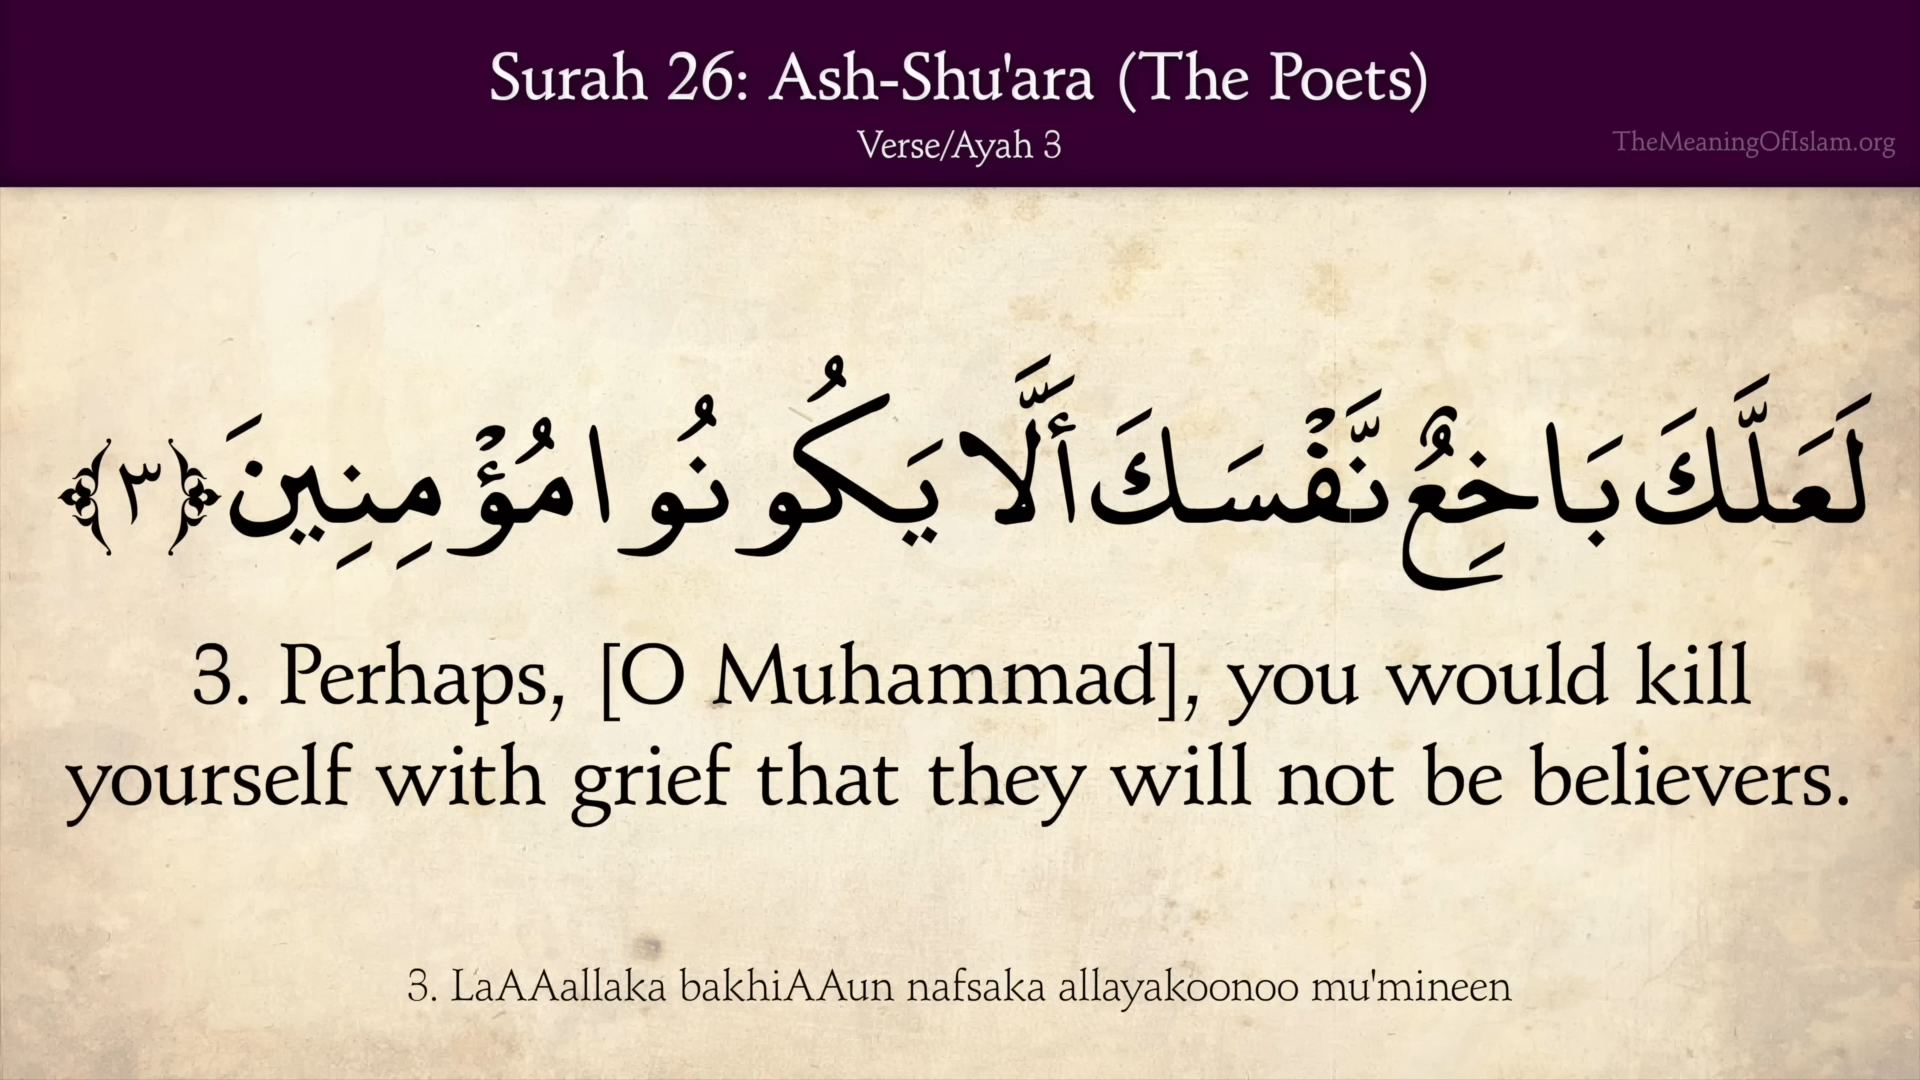 Surah 26: Ash-Shu'ara (The Poets)
Verse/Ayah 3
TheMeaningOfIslam.org
لَعَلَّكَ بَاخِعٌ نَّفْسَكَ أَلَّا يَكُونُوا مُؤْمِنِينَ ﴿٣﴾
3. Perhaps, [O Muhammad], you would kill
yourself with grief that they will not be believers.
3. LaAAallaka bakhiAAun nafsaka allayakoonoo mu'mineen